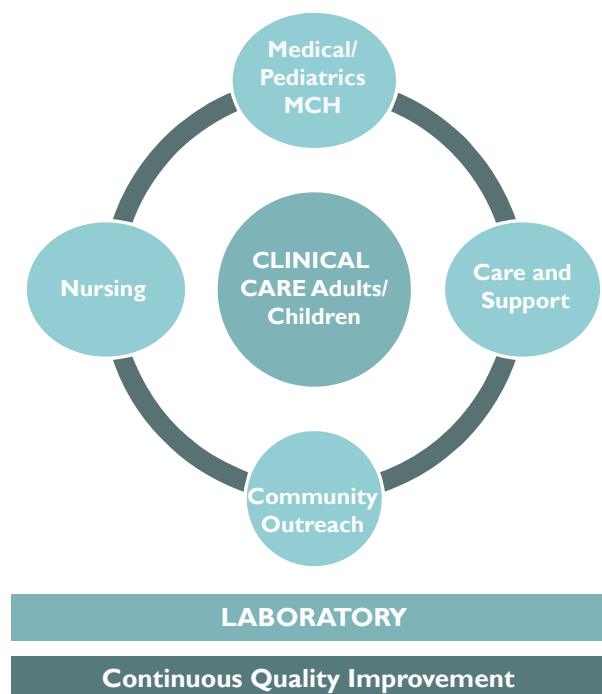 Medical/
Pediatrics
MCH
CLINICAL
CARE Adults/
Children
Nursing
Care and
Support
Community
Outreach
LABORATORY
Continuous Quality Improvement